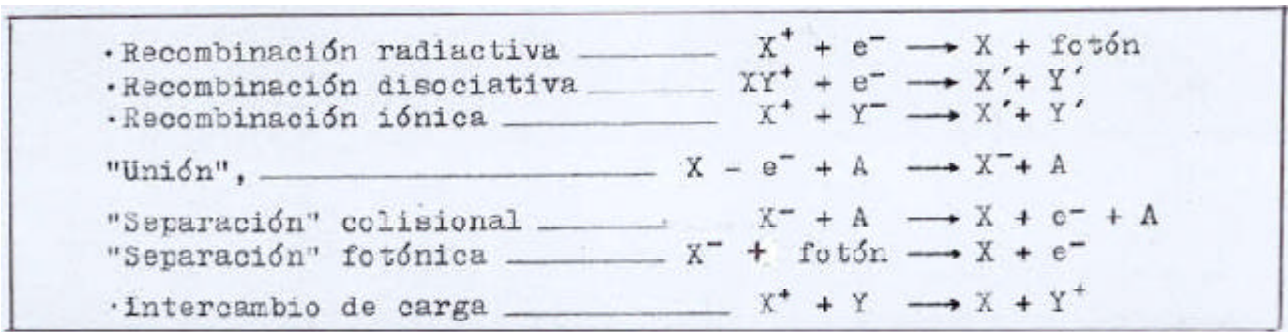 ·Recombinación radiactiva ________ X⁺ + e⁻ ⟶ X + fotón
·Recombinación disociativa ________ XY⁺ + e⁻ ⟶ X´+ Y´
·Recombinación iónica ________ X⁺ + Y⁻ ⟶ X´+ Y´
"Unión", ________ X - e⁻ + A ⟶ X⁻+ A
"Separación" colisional ________ X⁻ + A ⟶ X + e⁻ + A
"Separación" fotónica ________ X⁻ + fotón ⟶ X + e⁻
·Intercambio de carga ________ X⁺ + Y ⟶ X + Y⁺